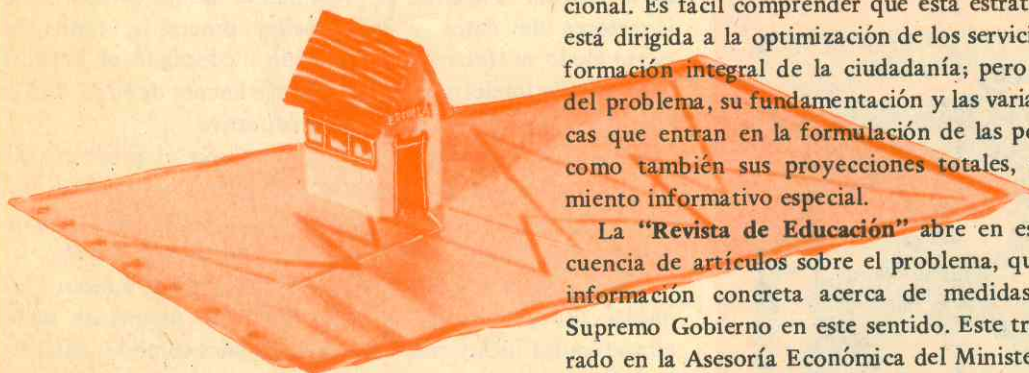 ESCUELA
cional. Es fácil comprender que esta estrat
está dirigida a la optimización de los servici
formación integral de la ciudadanía; pero
del problema, su fundamentación y las varia
cas que entran en la formulación de las po
como también sus proyecciones totales,
miento informativo especial.
La “Revista de Educación” abre en es
cuencia de artículos sobre el problema, qu
información concreta acerca de medidas
Supremo Gobierno en este sentido. Este tr
rado en la Asesoría Económica del Ministe